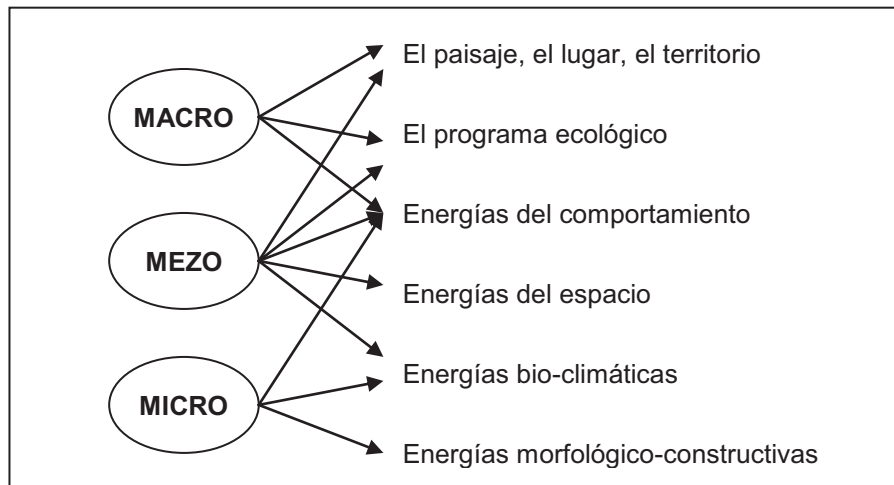 El paisaje, el lugar, el territorio
MACRO
El programa ecológico
Energías del comportamiento
MEZO
Energías del espacio
Energías bio-climáticas
MICRO
Energías morfológico-constructivas